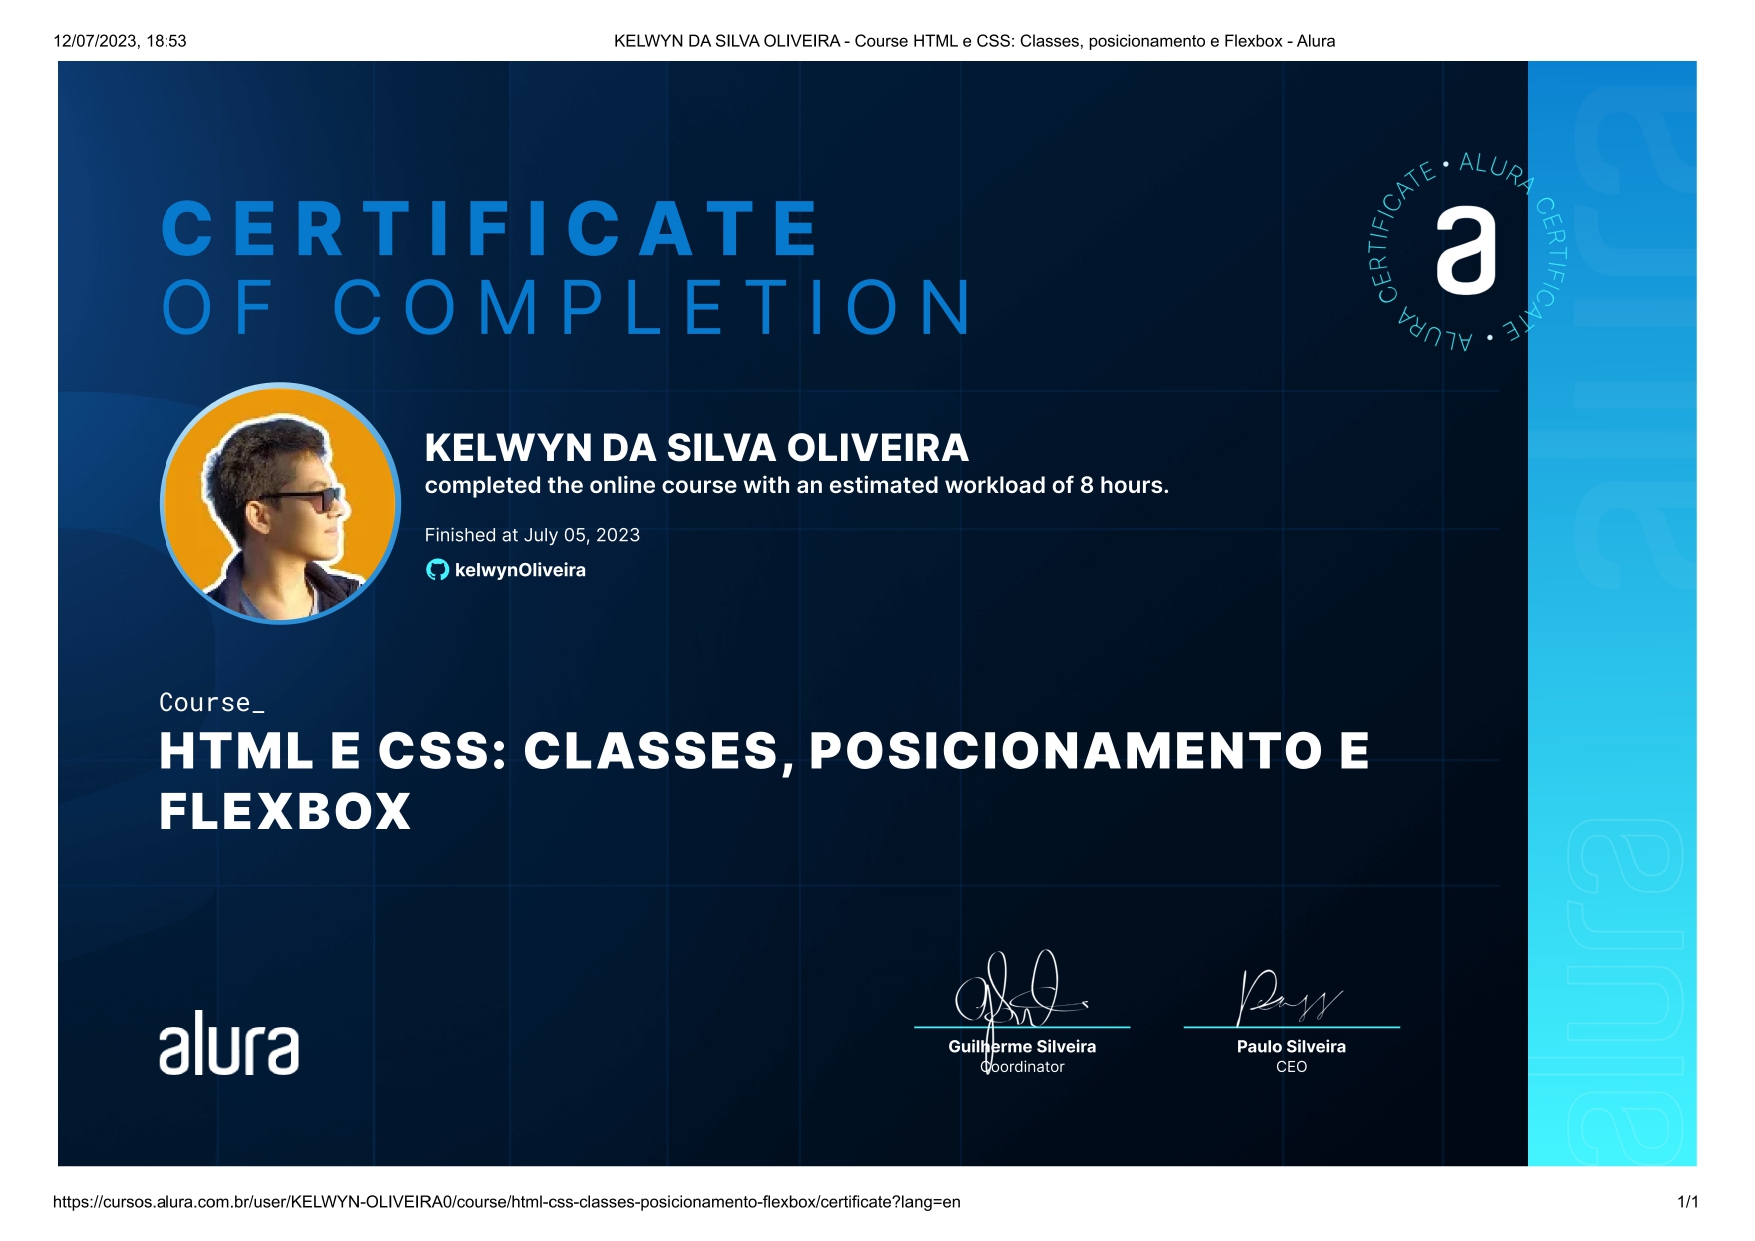 12/07/2023, 18:53
KELWYN DA SILVA OLIVEIRA - Course HTML e CSS: Classes, posicionamento e Flexbox - Alura
CERTIFICATE
OF COMPLETION
ALURA CERTIFICATE • ALURA CERTIFICATE •
a
KELWYN DA SILVA OLIVEIRA
completed the online course with an estimated workload of 8 hours.
Finished at July 05, 2023
kelwynOliveira
Course_
HTML E CSS: CLASSES, POSICIONAMENTO E
FLEXBOX
alura
Guilherme Silveira
Coordinator
Paulo Silveira
CEO
alura
alura
https://cursos.alura.com.br/user/KELWYN-OLIVEIRA0/course/html-css-classes-posicionamento-flexbox/certificate?lang=en
1/1